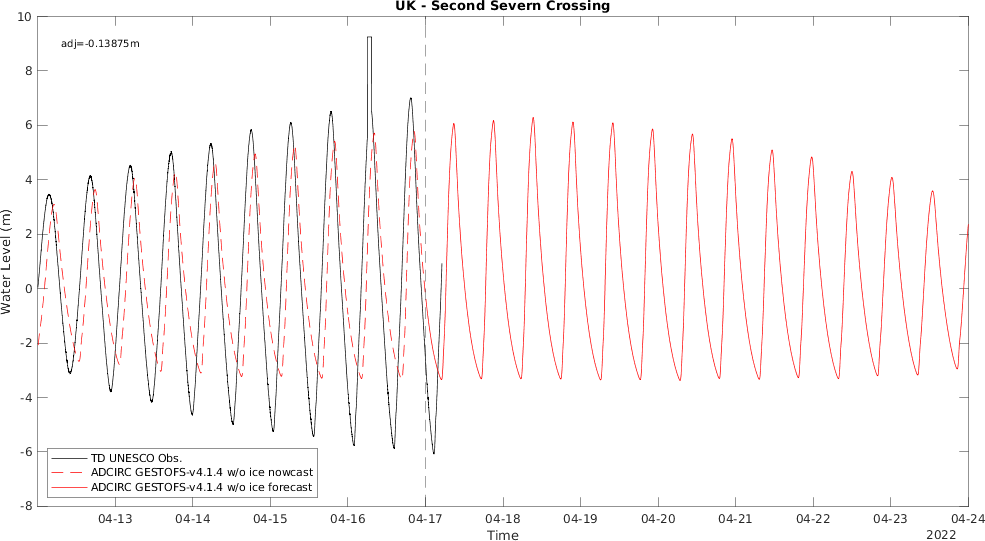 UK - Second Severn Crossing
10
8
6
4
2
0
-2
-4
-6
-8
Water Level (m)
adj=-0.13875m
TD UNESCO Obs.
ADCIRC GESTOFS-v4.1.4 w/o ice nowcast
ADCIRC GESTOFS-v4.1.4 w/o ice forecast
04-13 04-14 04-15 04-16 04-17 04-18 04-19 04-20 04-21 04-22 04-23 04-24
Time
2022